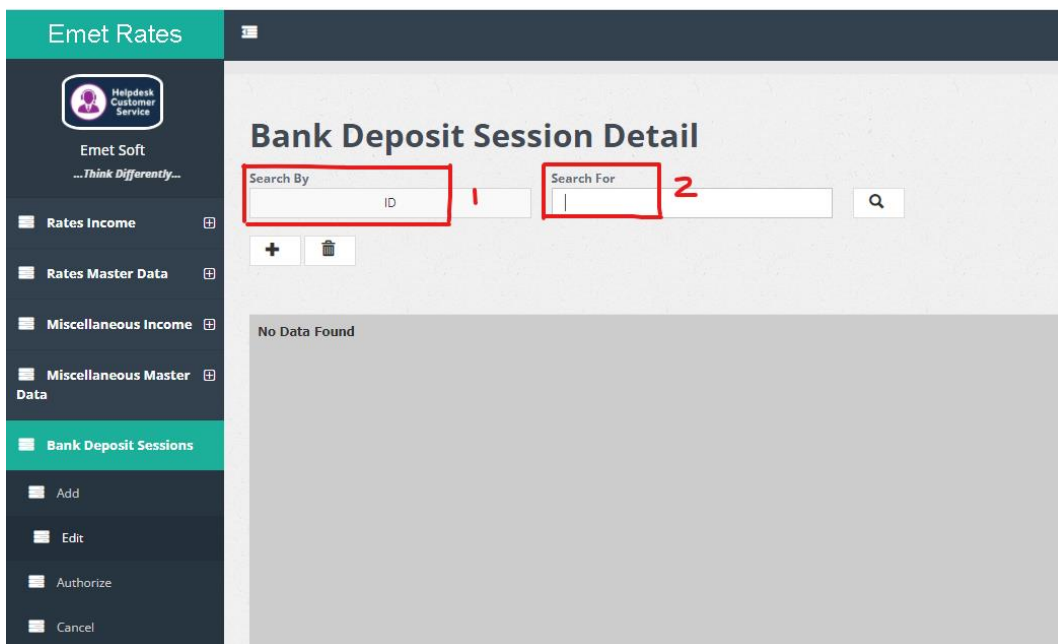 Emet Rates
Helpdesk
Customer
Service
Emet Soft
...Think Differently...
Rates Income
Rates Master Data
Miscellaneous Income
Miscellaneous Master
Data
Bank Deposit Sessions
Add
Edit
Authorize
Cancel
Bank Deposit Session Detail
Search By
ID
1
Search For
2
No Data Found